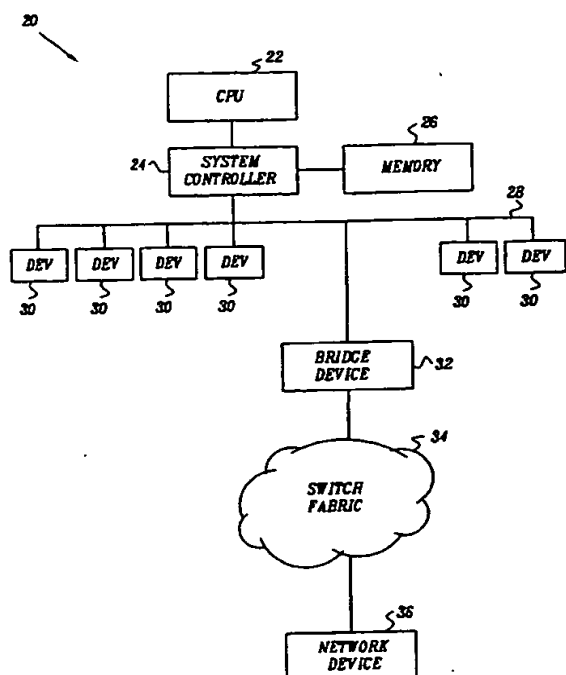 20
22
CPU
26
24
SYSTEM
CONTROLLER
MEMORY
28
DEV DEV DEV DEV DEV DEV
30 30 30 30 30 30
BRIDGE
DEVICE
32
34
SWITCH
FABRIC
36
NETWORK
DEVICE